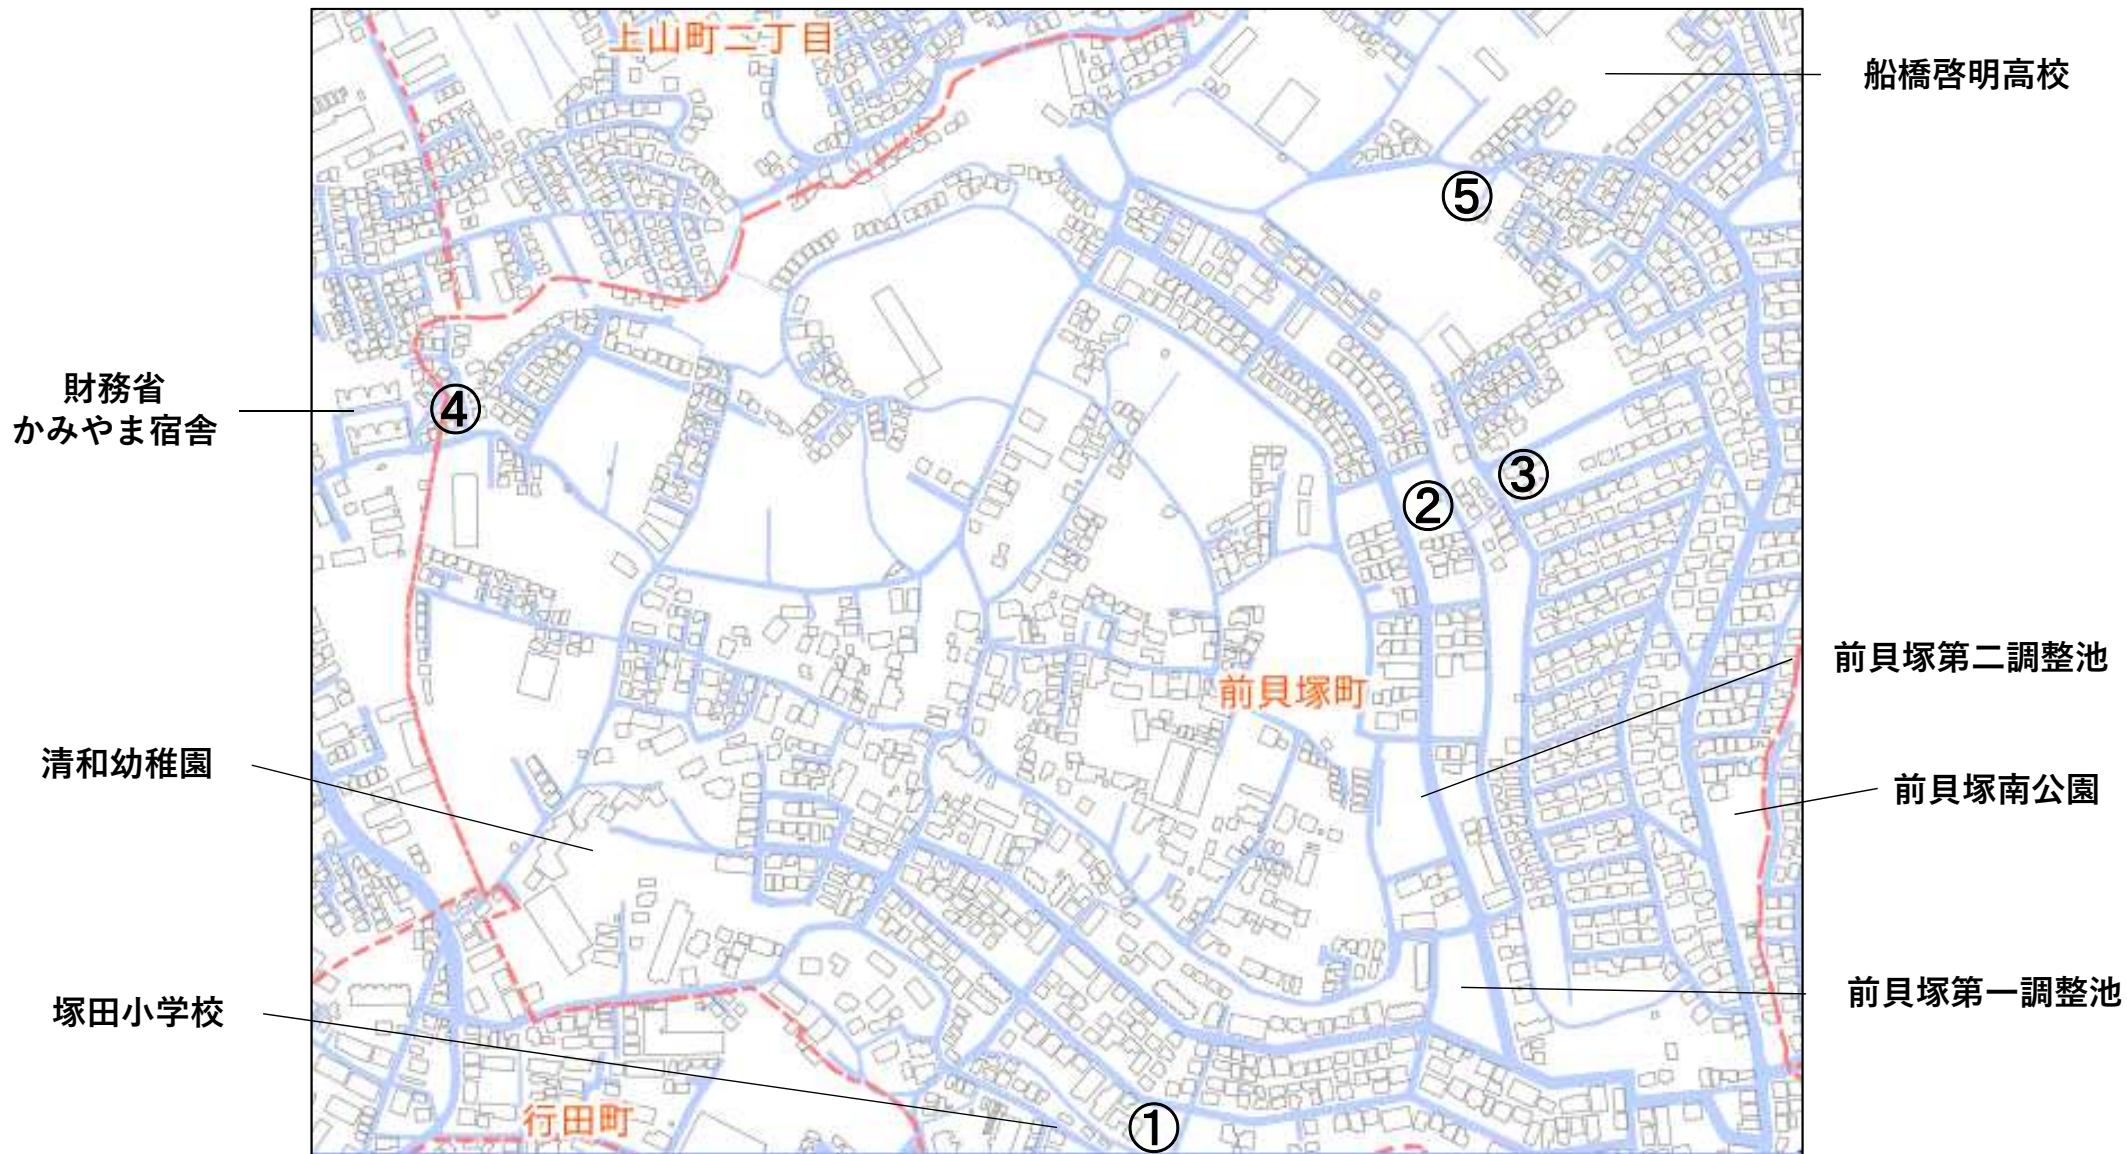 上山町二丁目
船橋啓明高校
⑤
財務省
かみやま宿舎
④
③
②
前貝塚第二調整池
前貝塚町
清和幼稚園
前貝塚南公園
前貝塚第一調整池
塚田小学校
行田町
①